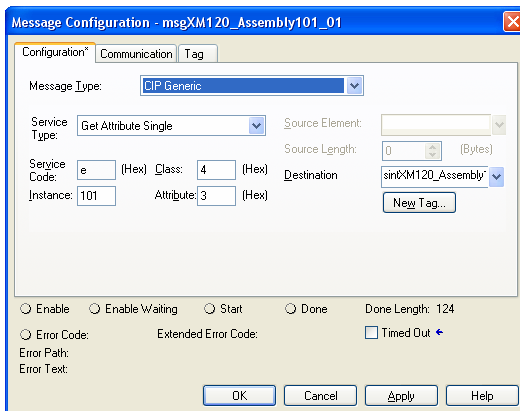 Message Configuration - msgXM120_Assembly101_01
Configuration* Communication Tag
Message Type: CIP Generic
Service Type: Get Attribute Single
Source Element:
Source Length: 0 (Bytes)
Service Code: e (Hex) Class: 4 (Hex)
Destination sintXM120_Assembly
Instance: 101 Attribute: 3 (Hex)
New Tag...
Enable Enable Waiting Start Done Done Length: 124
Error Code: Extended Error Code: Timed Out
Error Path:
Error Text:
OK Cancel Apply Help